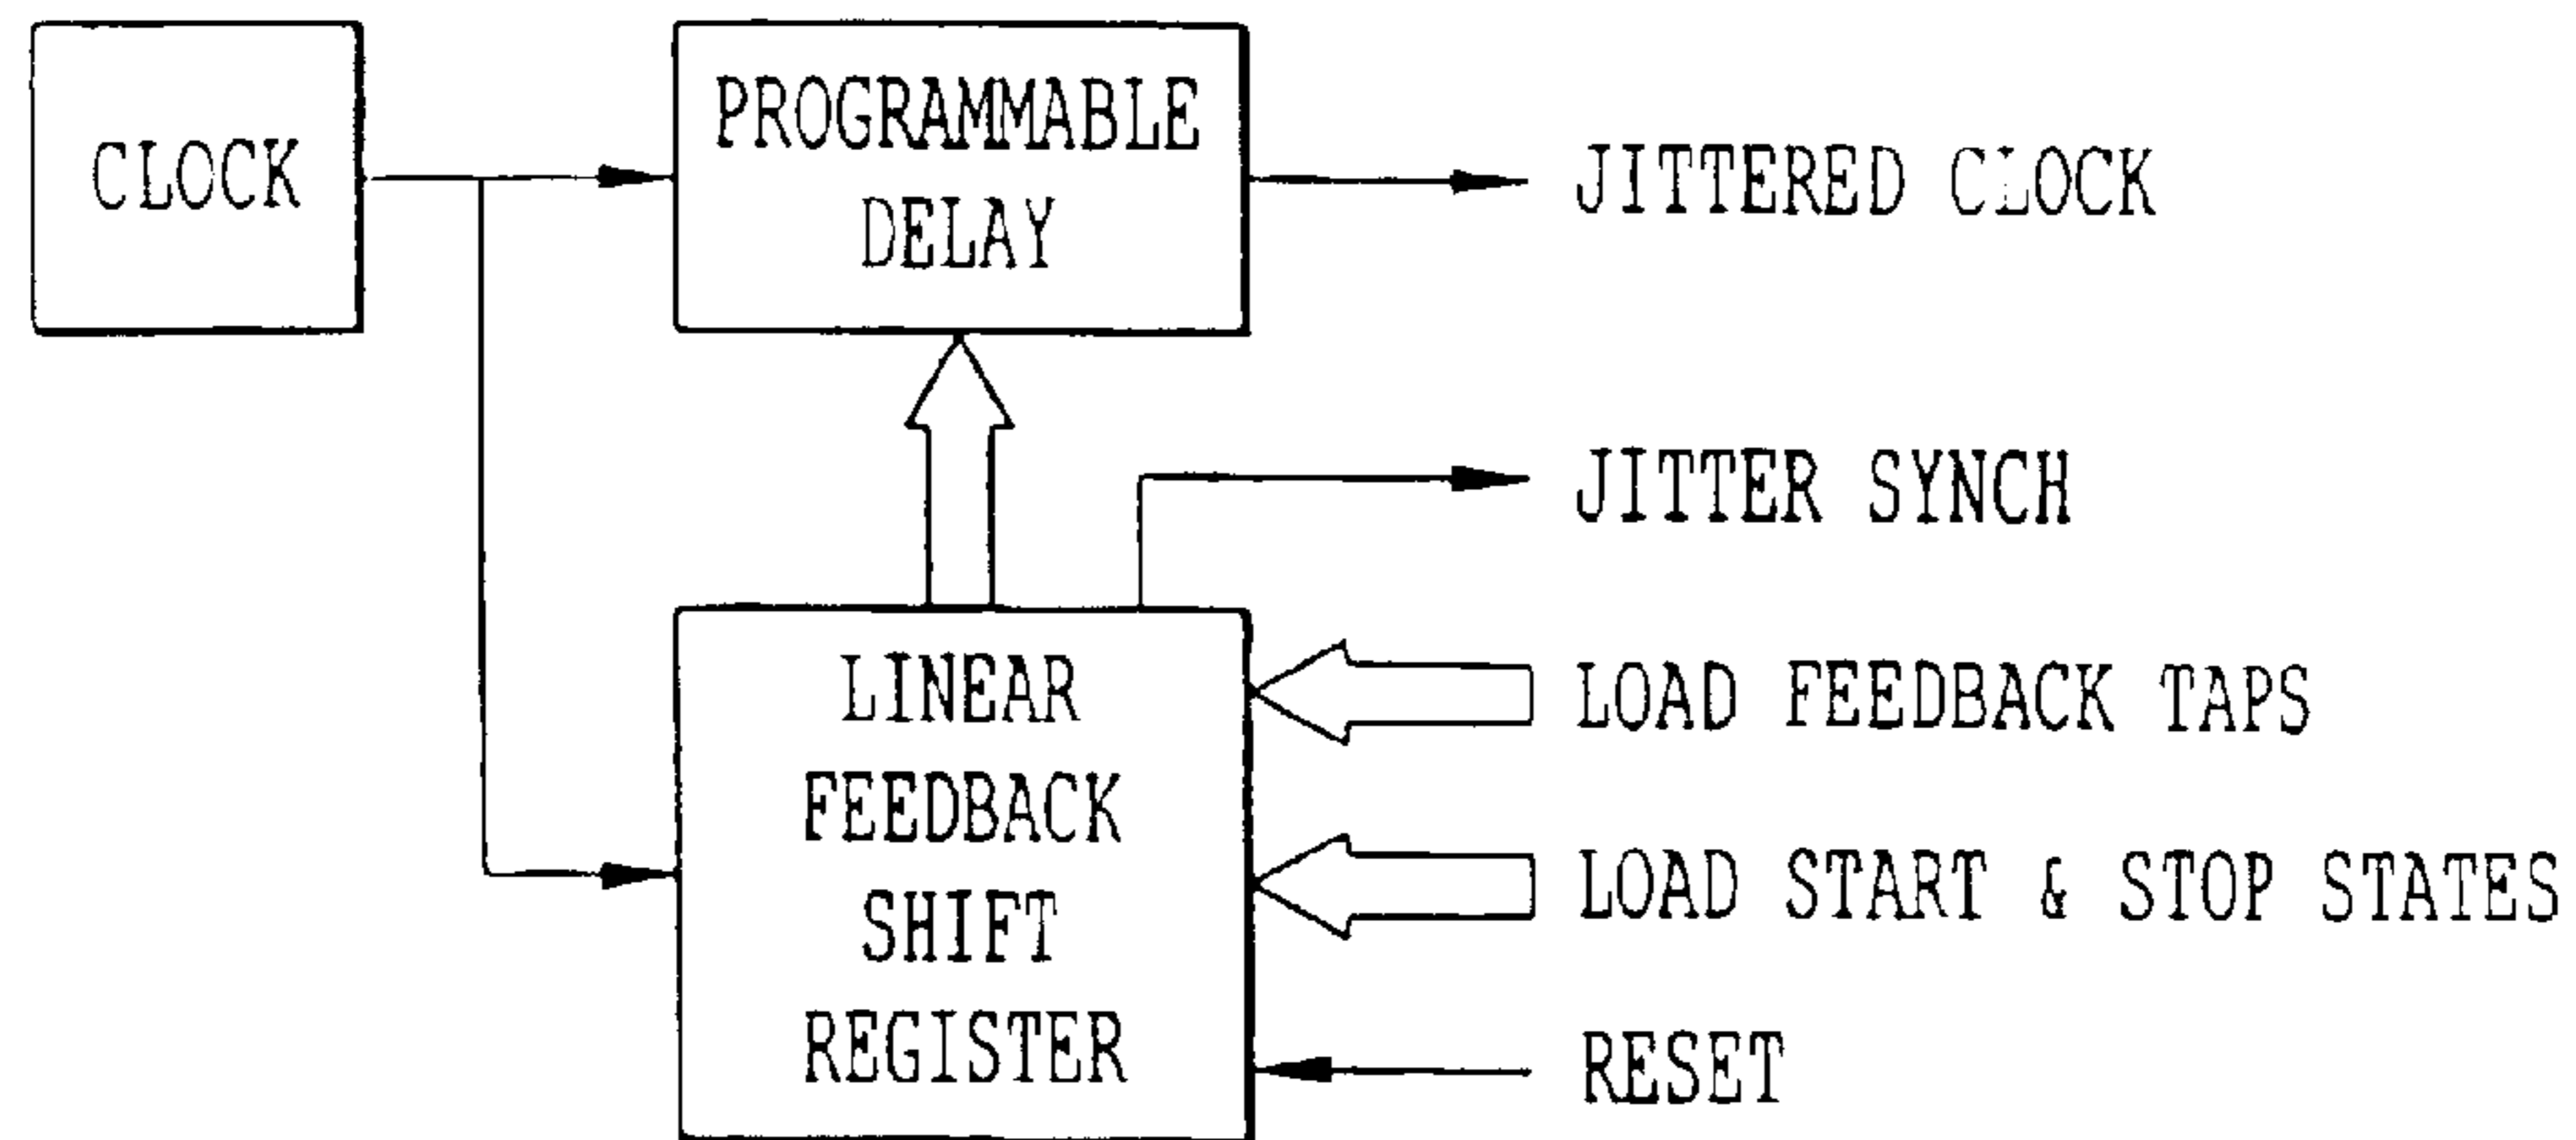 CLOCK
PROGRAMMABLE
DELAY
JITTERED CLOCK
JITTER SYNCH
LINEAR
FEEDBACK
SHIFT
REGISTER
LOAD FEEDBACK TAPS
LOAD START & STOP STATES
RESET